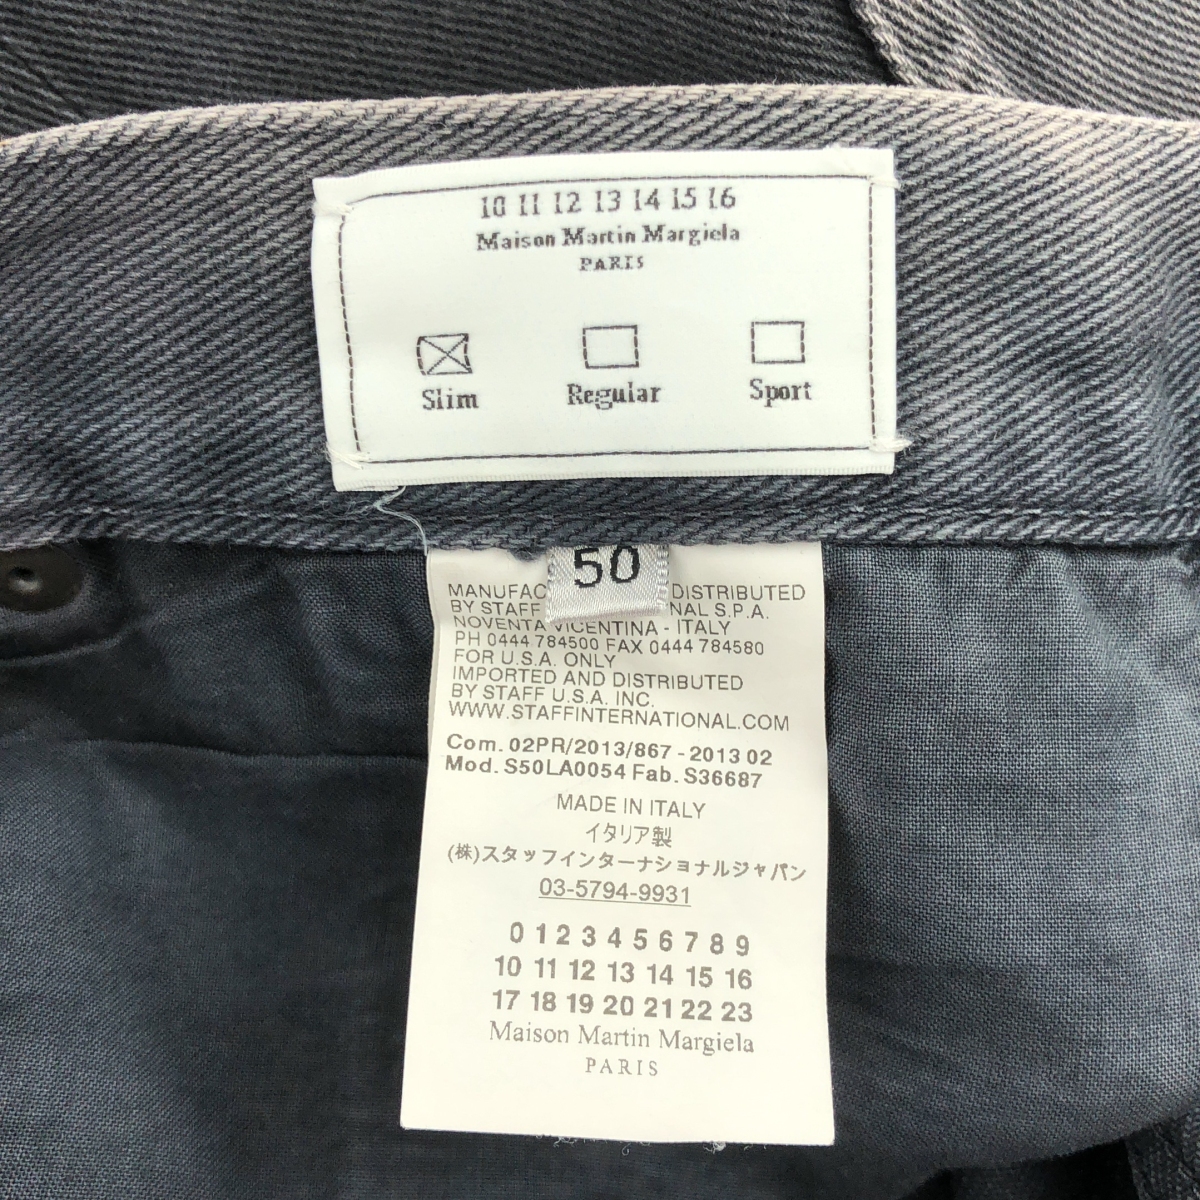 10 11 12 13 14 15 16
Maison Martin Margiela
PARIS
Slim Regular Sport
50
MANUFAC DISTRIBUTED
BY STAFF NAL S.P.A.
NOVENTA VICENTINA - ITALY
PH 0444 784500 FAX 0444 784580
FOR U.S.A. ONLY
IMPORTED AND DISTRIBUTED
BY STAFF U.S.A. INC.
WWW.STAFFINTERNATIONAL.COM
Com. 02PR/2013/867 - 2013 02
Mod. S50LA0054 Fab. S36687
MADE IN ITALY
イタリア製
(株)スタッフインターナショナルジャパン
03-5794-9931
0 1 2 3 4 5 6 7 8 9
10 11 12 13 14 15 16
17 18 19 20 21 22 23
Maison Martin Margiela
PARIS